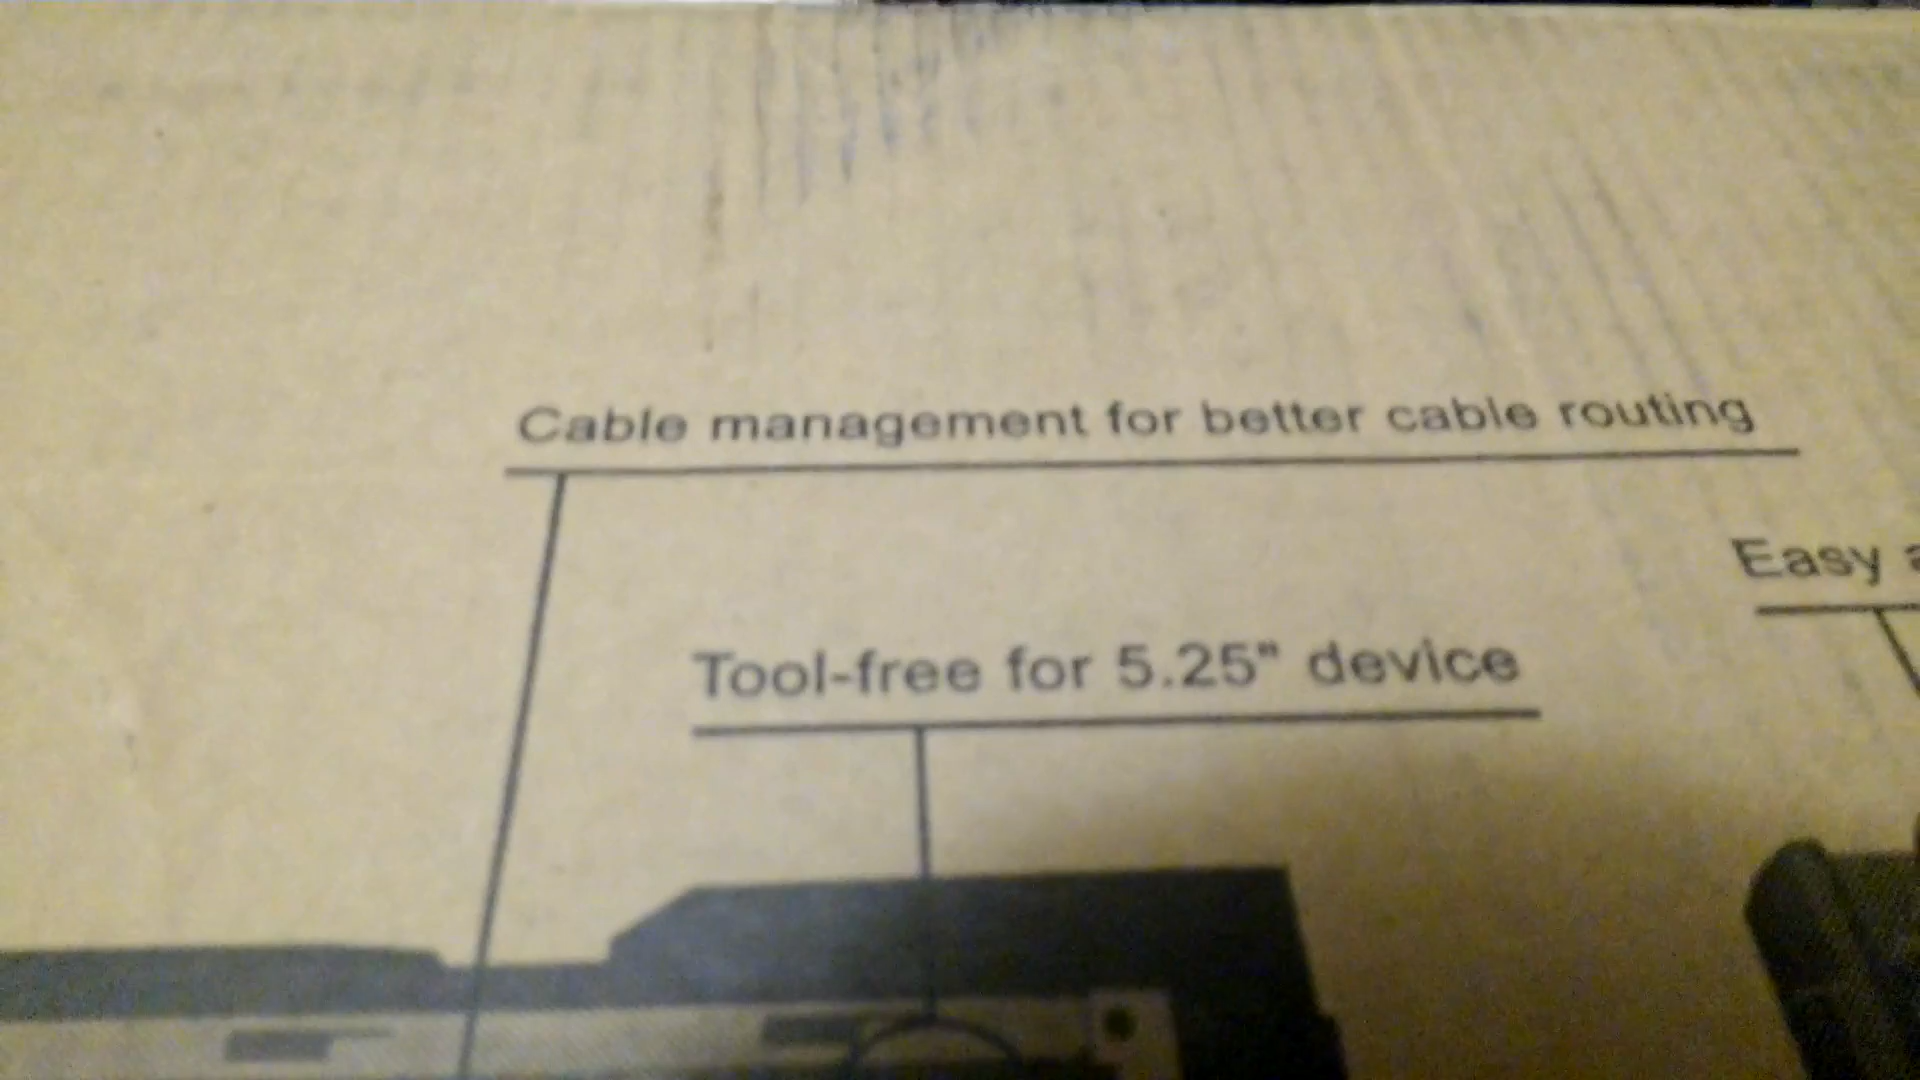 Cable management for better cable routing
Easy
Tool-free for 5.25" device